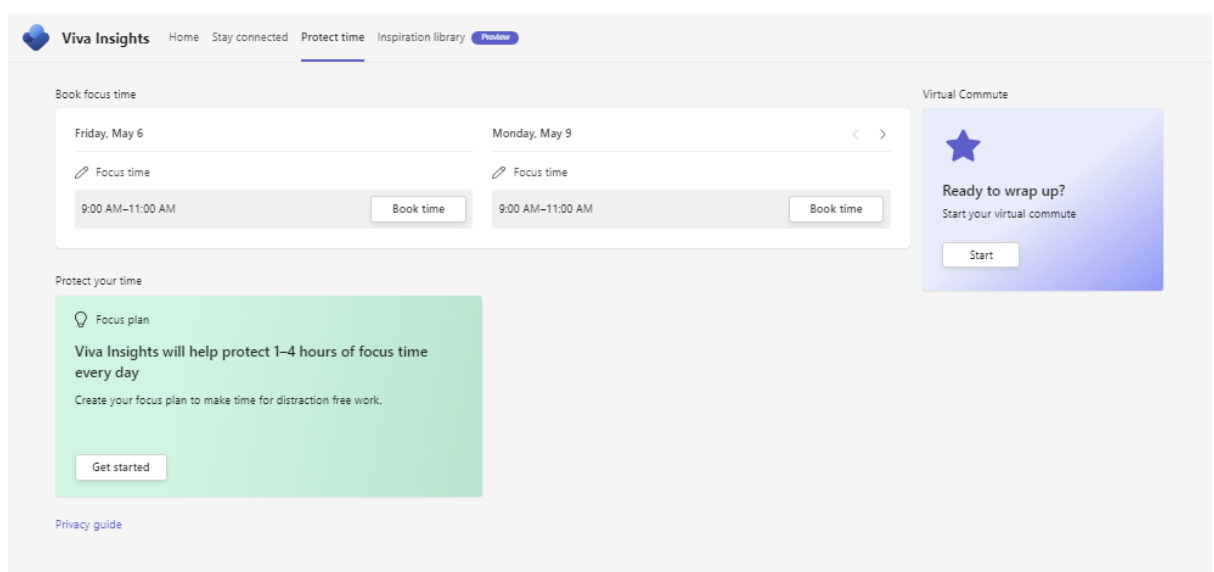 Viva Insights Home Stay connected Protect time Inspiration library Preview
Book focus time
Friday, May 6
Focus time
9:00 AM–11:00 AM Book time
Monday, May 9
Focus time
9:00 AM–11:00 AM Book time
Virtual Commute
Ready to wrap up?
Start your virtual commute
Start
Protect your time
Focus plan
Viva Insights will help protect 1–4 hours of focus time
every day
Create your focus plan to make time for distraction free work.
Get started
Privacy guide